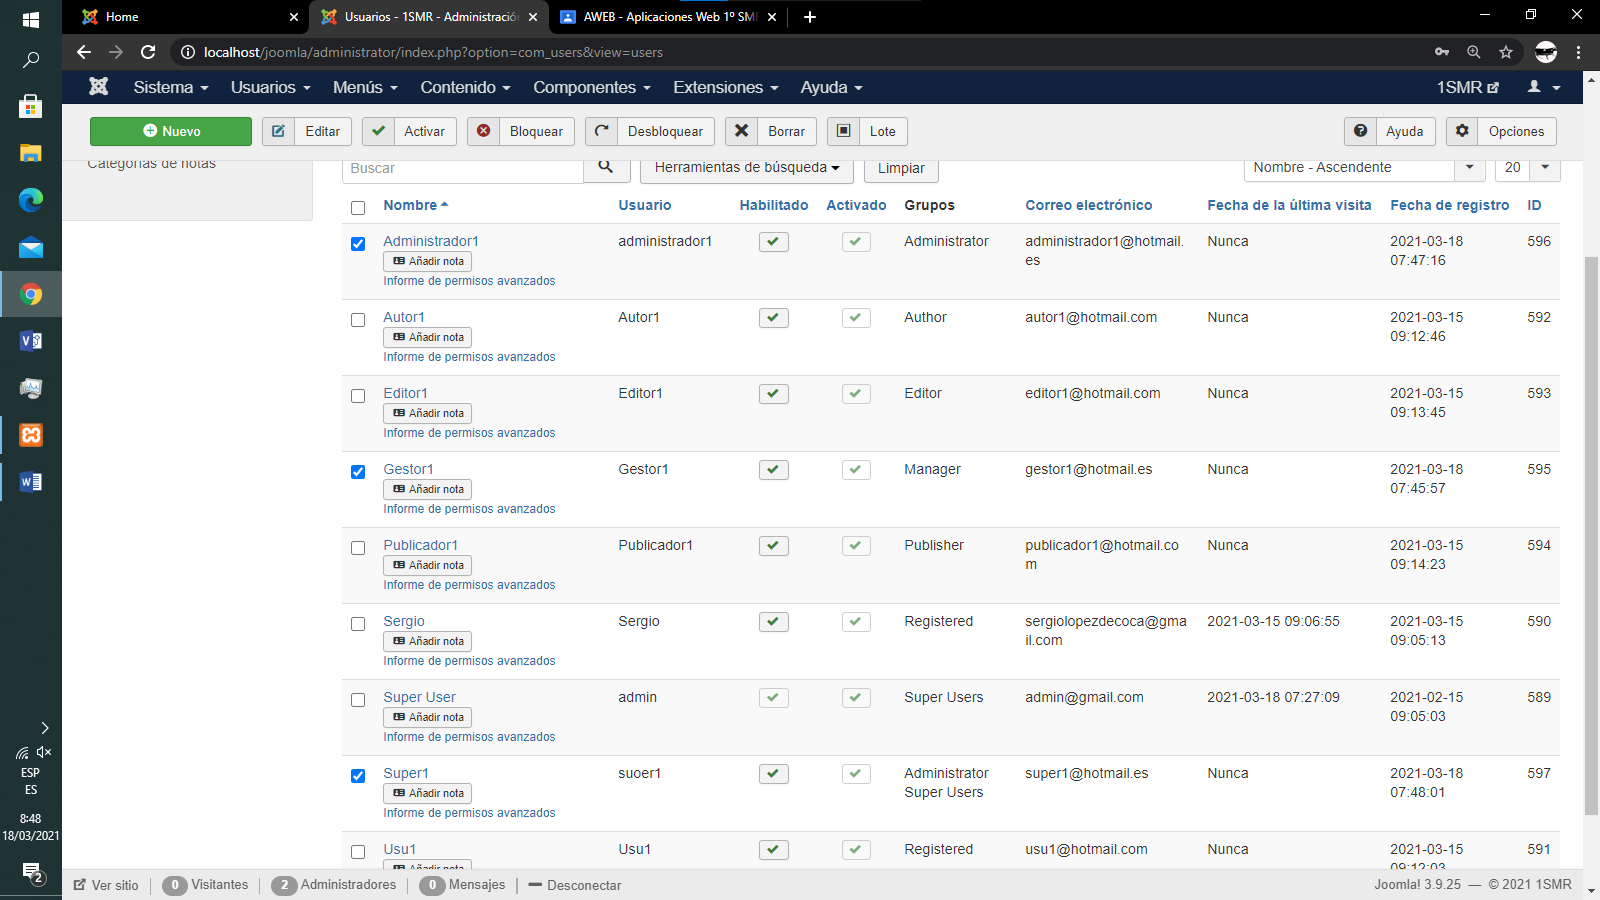 Home
Usuarios - 1SMR - Administració
AWEB - Aplicaciones Web 1º SM
localhost/joomla/administrator/index.php?option=com_users&view=users
Sistema Usuarios Menús Contenido Componentes Extensiones Ayuda 1SMR
Nuevo Editar Activar Bloquear Desbloquear Borrar Lote Ayuda Opciones
Categorías de notas
Buscar Herramientas de búsqueda Limpiar Nombre - Ascendente 20
Nombre Usuario Habilitado Activado Grupos Correo electrónico Fecha de la última visita Fecha de registro ID
Administrador1 administrador1 Administrator administrador1@hotmail. Nunca 2021-03-18 596
es 07:47:16
Añadir nota
Informe de permisos avanzados
Autor1 Autor1 Author autor1@hotmail.com Nunca 2021-03-15 592
09:12:46
Añadir nota
Informe de permisos avanzados
Editor1 Editor1 Editor editor1@hotmail.com Nunca 2021-03-15 593
09:13:45
Añadir nota
Informe de permisos avanzados
Gestor1 Gestor1 Manager gestor1@hotmail.es Nunca 2021-03-18 595
07:45:57
Añadir nota
Informe de permisos avanzados
Publicador1 Publicador1 Publisher publicador1@hotmail.co Nunca 2021-03-15 594
m 09:14:23
Añadir nota
Informe de permisos avanzados
Sergio Sergio Registered sergiolopezdecoca@gma 2021-03-15 09:06:55 2021-03-15 590
il.com 09:05:13
Añadir nota
Informe de permisos avanzados
Super User admin Super Users admin@gmail.com 2021-03-18 07:27:09 2021-02-15 589
09:05:03
Añadir nota
Informe de permisos avanzados
Super1 suoer1 Administrator super1@hotmail.es Nunca 2021-03-18 597
Super Users 07:48:01
Añadir nota
Informe de permisos avanzados
Usu1 Usu1 Registered usu1@hotmail.com Nunca 2021-03-15 591
09:12:03
Añadir nota
Ver sitio 0 Visitantes 2 Administradores 0 Mensajes Desconectar Joomla! 3.9.25 — © 2021 1SMR
ESP
ES
8:48
18/03/2021
2